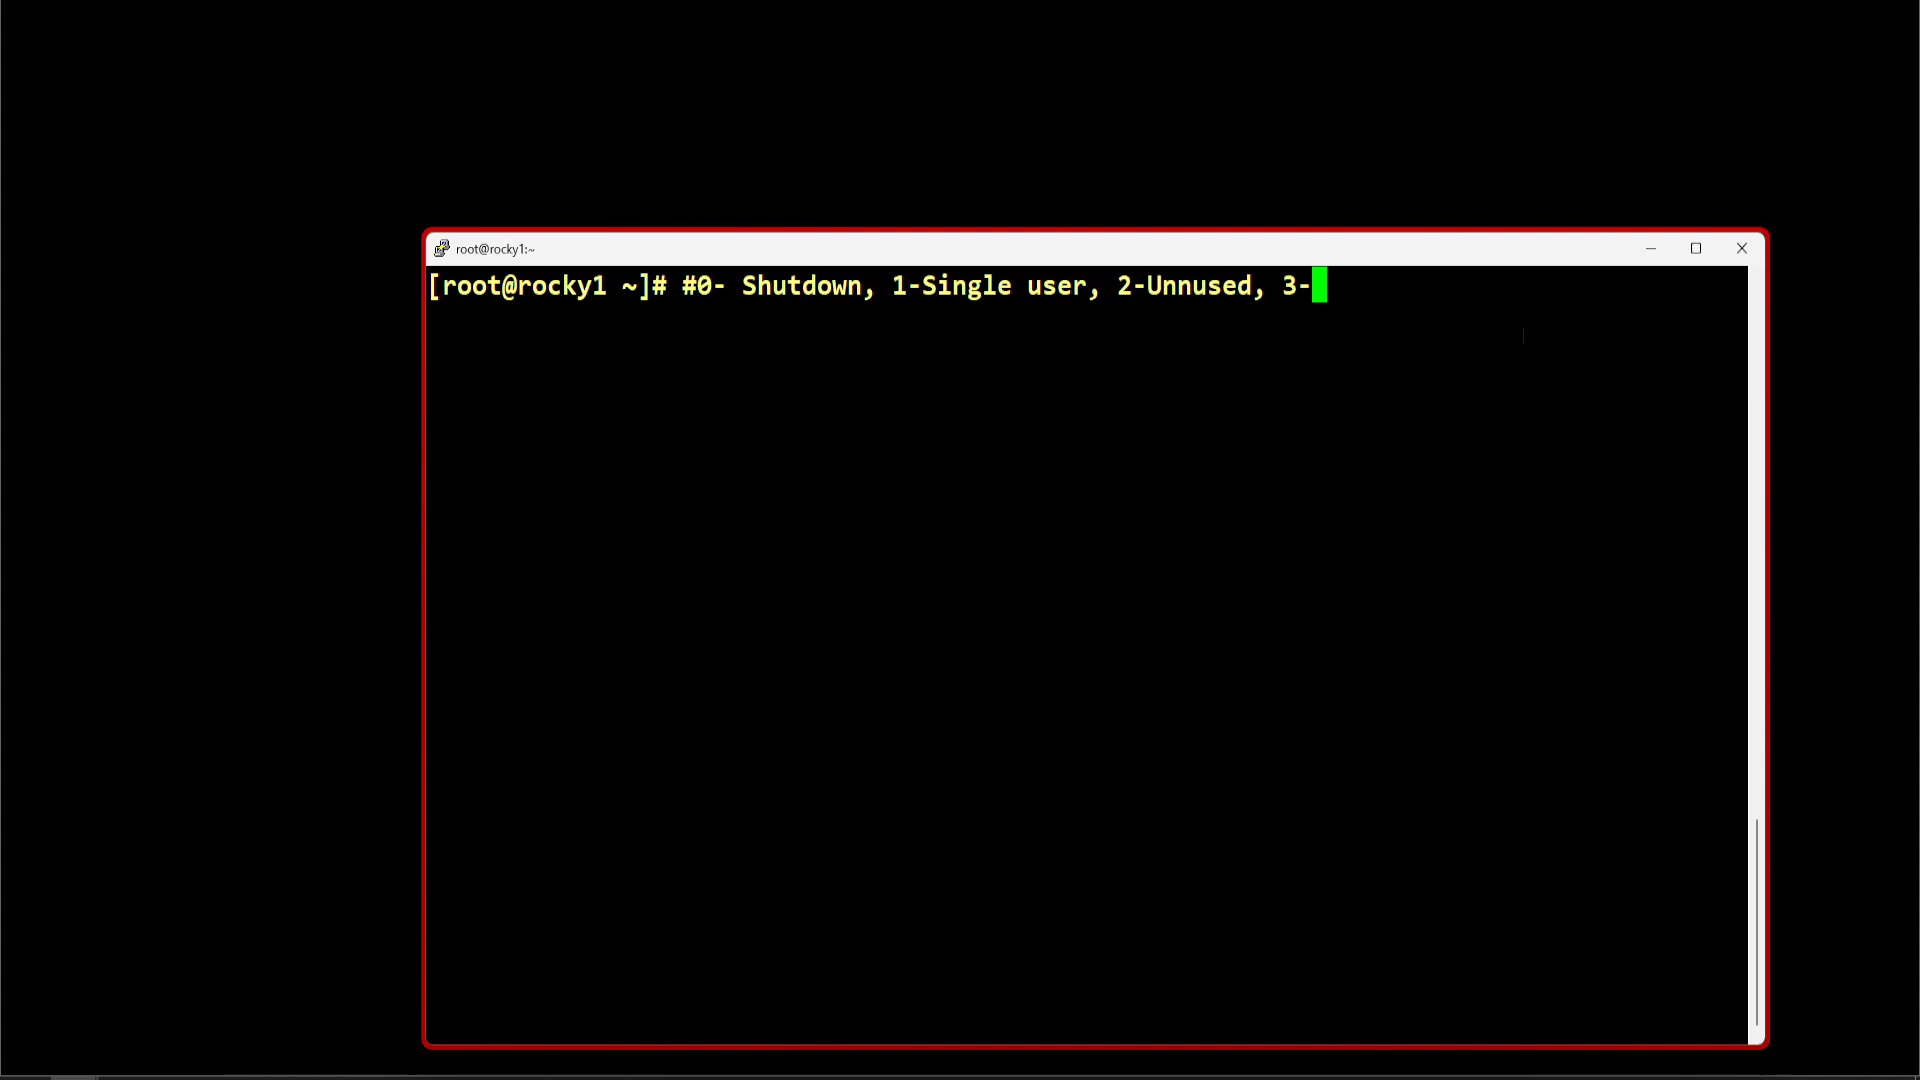 root@rocky1:~
[root@rocky1 ~]# #0- Shutdown, 1-Single user, 2-Unnused, 3-